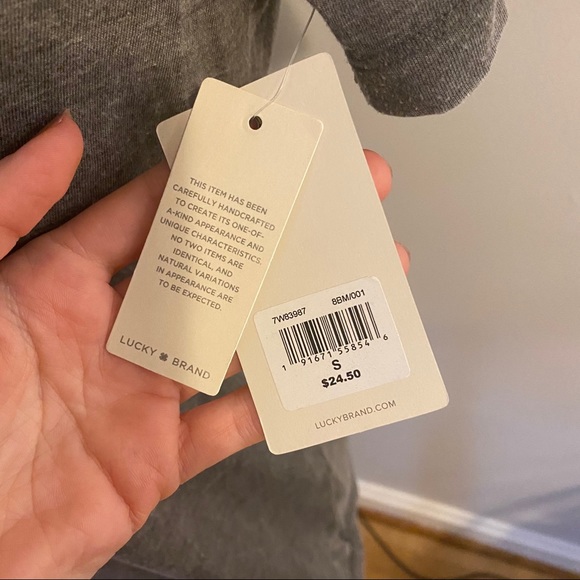 THIS ITEM HAS BEEN
CAREFULLY HANDCRAFTED
TO CREATE ITS ONE-OF-
A-KIND APPEARANCE AND
UNIQUE CHARACTERISTICS.
NO TWO ITEMS ARE
IDENTICAL, AND
NATURAL VARIATIONS
IN APPEARANCE ARE
TO BE EXPECTED.
LUCKY BRAND
7W83987 8BM/001
1 91671 55854 6
S
$24.50
LUCKYBRAND.COM